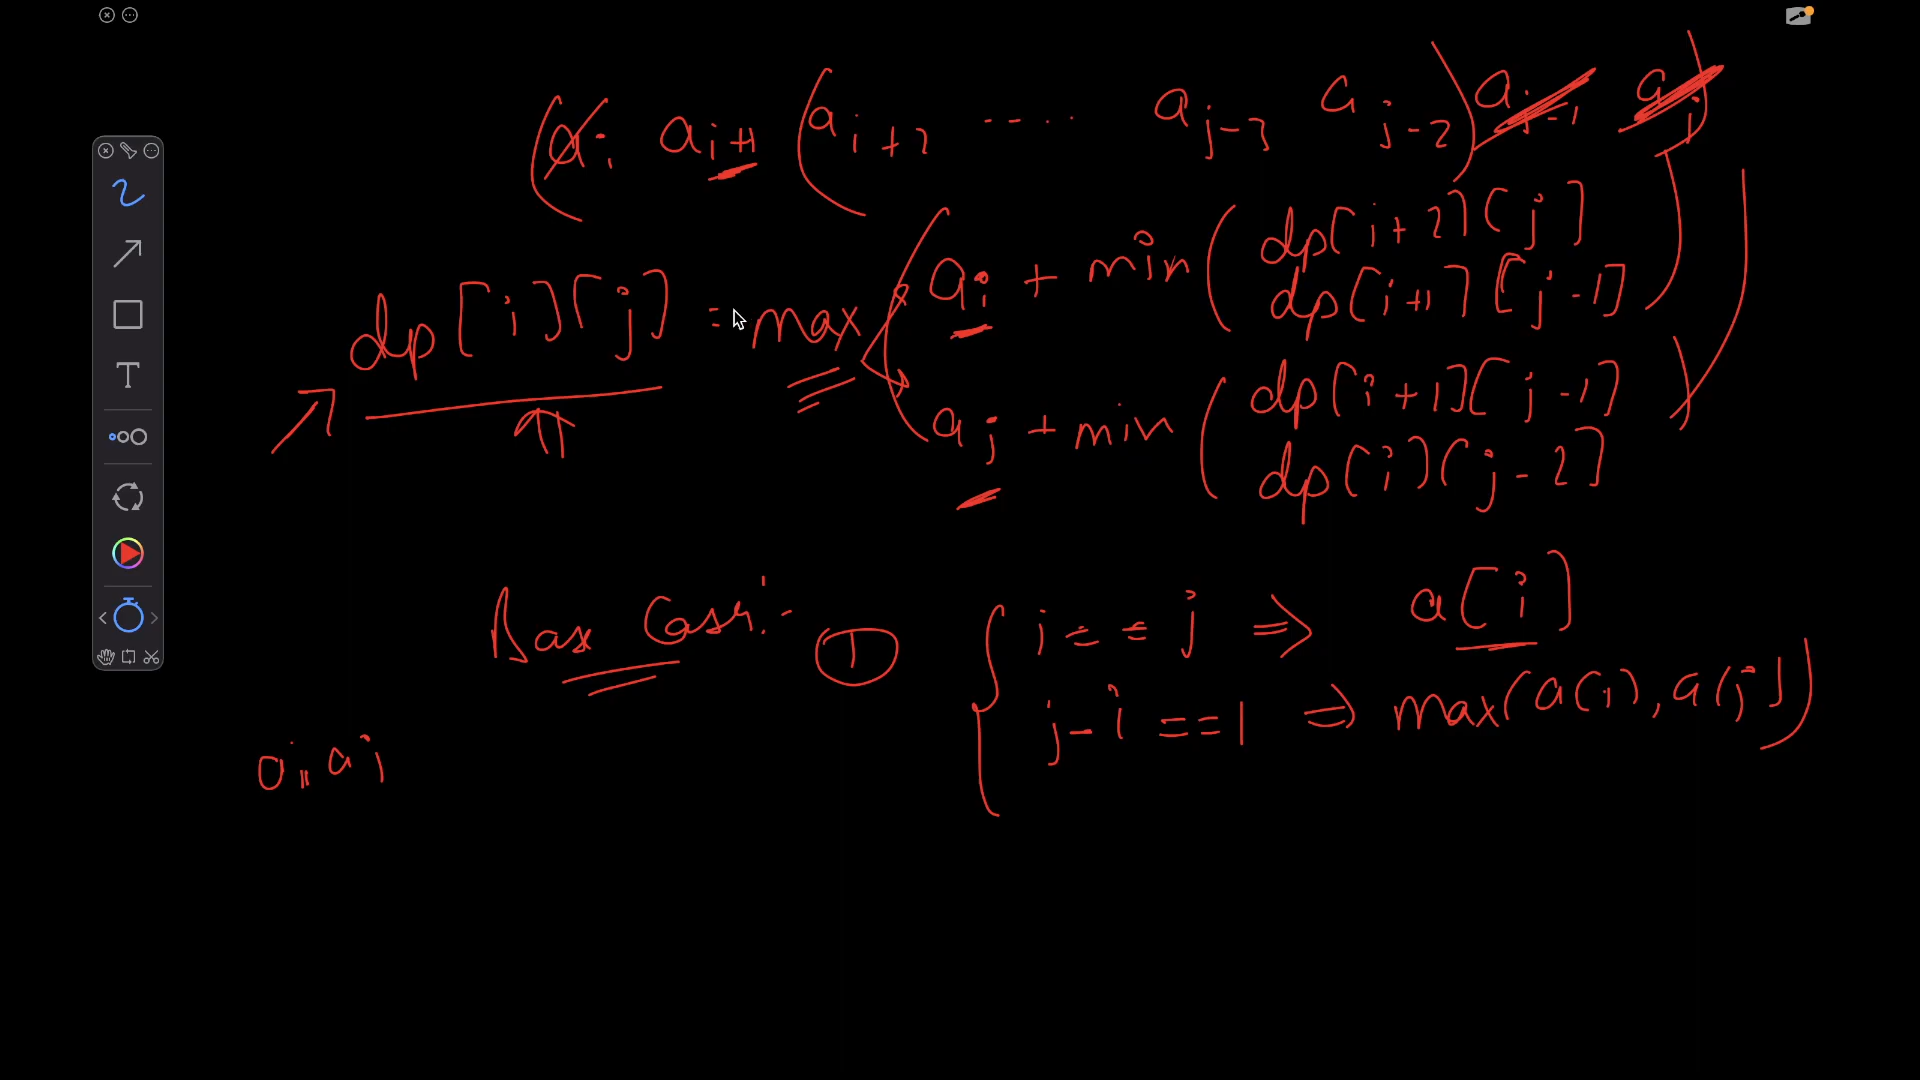 (ai ai+1 (ai+2 ---- aj-3 aj-2) aj-1 aj)
dp[i][j] = max (ai + min (dp[i+2][j]
dp[i+1][j-1])
aj + min (dp[i+1][j-1]
dp[i][j-2]))
Base Case:-
① { i == j ⇒ a[i]
j-i == 1 ⇒ max(a[i], a[j])
ai, aj
T